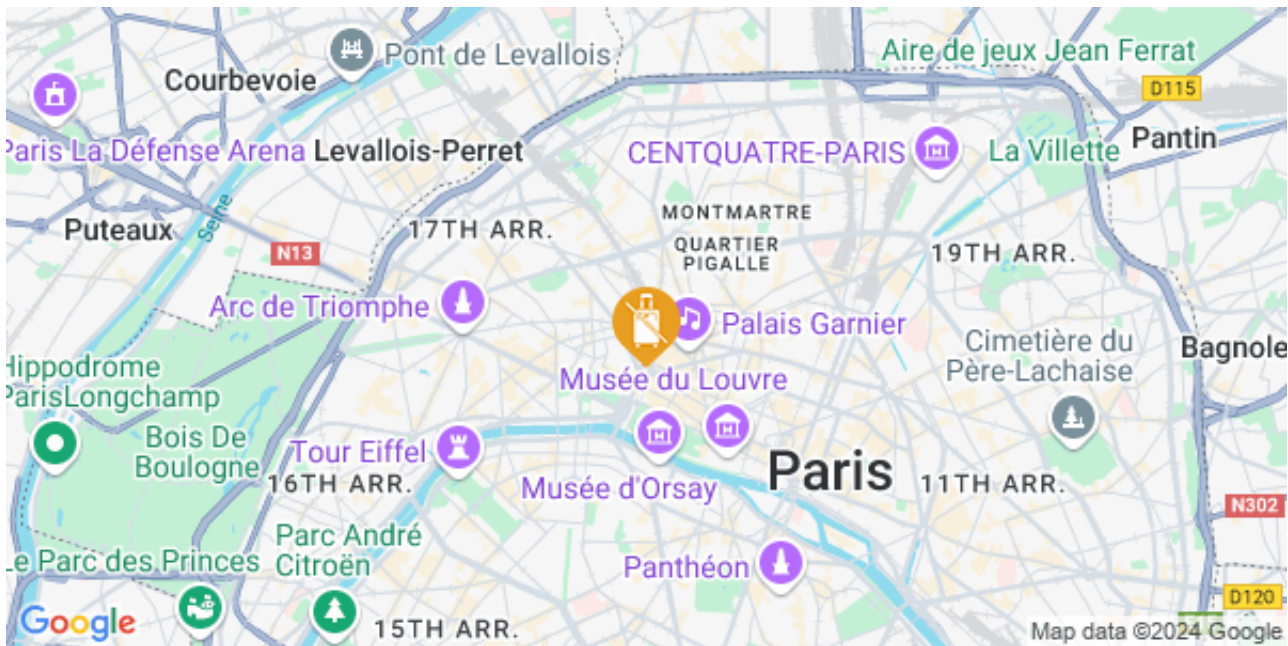 Pont de Levallois
Aire de jeux Jean Ferrat
Courbevoie
D115
Paris La Défense Arena
Levallois-Perret
CENTQUATRE-PARIS
La Villette
Pantin
Puteaux
Seine
17TH ARR.
MONTMARTRE
N13
QUARTIER
PIGALLE
19TH ARR.
Arc de Triomphe
Palais Garnier
Cimetière du
Père-Lachaise
Bagnole
Hippodrome
ParisLongchamp
Musée du Louvre
Bois De
Boulogne
Tour Eiffel
16TH ARR.
Musée d'Orsay
Paris
11TH ARR.
N302
Parc André
Citroën
Le Parc des Princes
Panthéon
D120
Google
15TH ARR.
Map data ©2024 Google